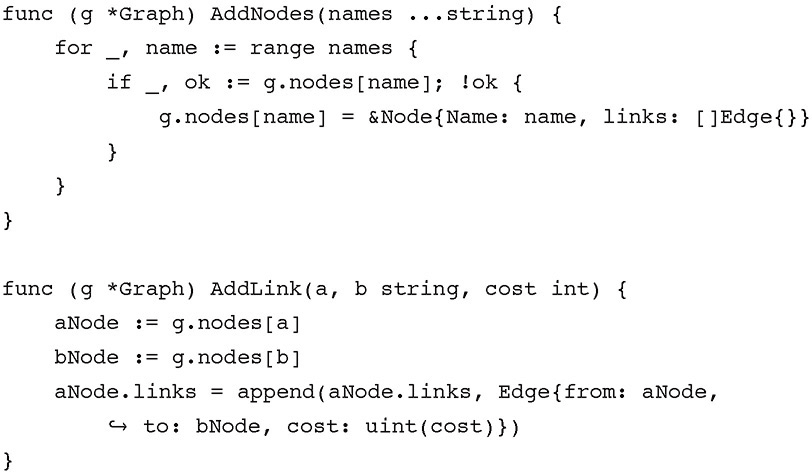 func (g *Graph) AddNodes(names ...string) {
    for _, name := range names {
        if _, ok := g.nodes[name]; !ok {
            g.nodes[name] = &Node{Name: name, links: []Edge{}}
        }
    }
}

func (g *Graph) AddLink(a, b string, cost int) {
    aNode := g.nodes[a]
    bNode := g.nodes[b]
    aNode.links = append(aNode.links, Edge{from: aNode,
        ↪ to: bNode, cost: uint(cost)})
}